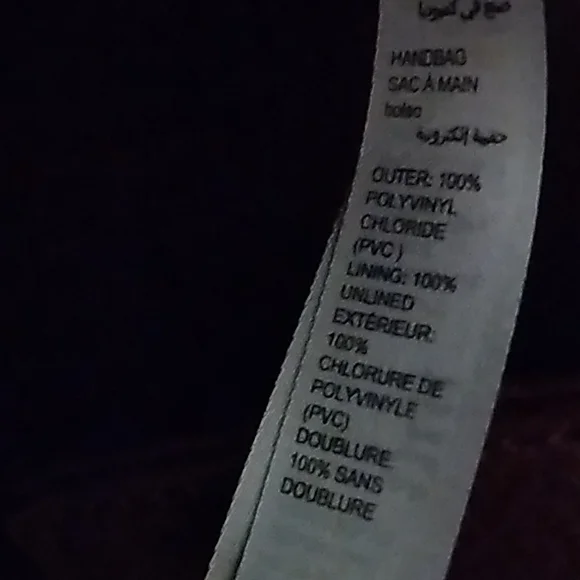 صنع في كمبوديا
HANDBAG
SAC À MAIN
bolso
حقيبة
OUTER: 100%
POLYVINYL
CHLORIDE
(PVC)
LINING: 100%
UNLINED
EXTÉRIEUR:
100%
CHLORURE DE
POLYVINYLE
(PVC)
DOUBLURE
100% SANS
DOUBLURE